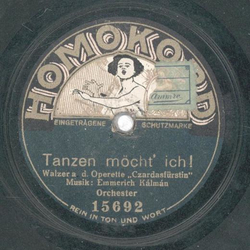 HOMOKORD
EINGETRAGENE SCHUTZMARKE
Tanzen möcht' ich!
Walzer a d. Operette „Czardasfürstin"
Musik: Emmerich Kálmán
Orchester
15692
REIN IN TON UND WORT